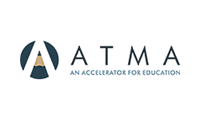 ATMA
AN ACCELERATOR FOR EDUCATION